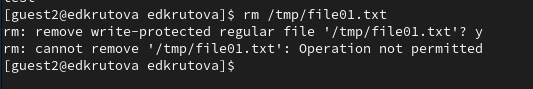 [guest2@edkrutova edkrutova]$ rm /tmp/file01.txt
rm: remove write-protected regular file '/tmp/file01.txt'? y
rm: cannot remove '/tmp/file01.txt': Operation not permitted
[guest2@edkrutova edkrutova]$